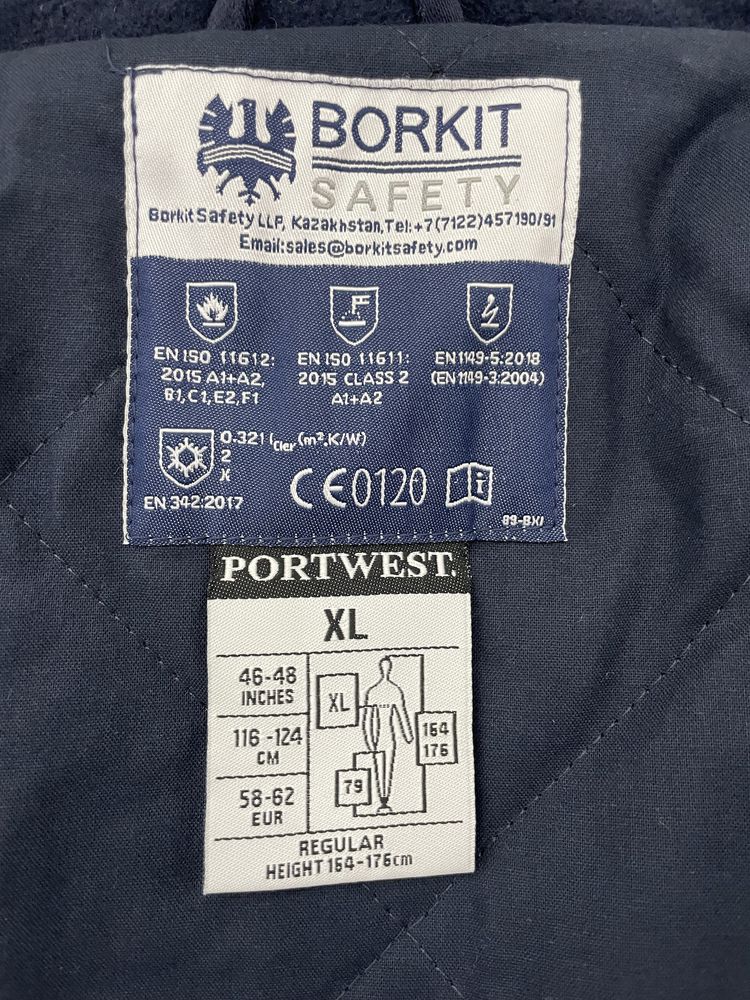 BORKIT
SAFETY
BorkitSafety LLP, Kazakhstan,Tel:+7(7122)457190/91
Email:sales@borkitsafety.com
EN ISO 11612: EN ISO 11611: EN1149-5:2018
2015 A1+A2, 2015 CLASS 2 (EN1149-3:2004)
B1,C1,E2,F1 A1+A2
0.321 Icler (m².K/W)
2
X
EN 342:2017
CE0120
i
89-BXI
PORTWEST.
XL
46-48
INCHES
XL
116-124
CM
164
176
58-62
EUR
79
REGULAR
HEIGHT 164-176cm